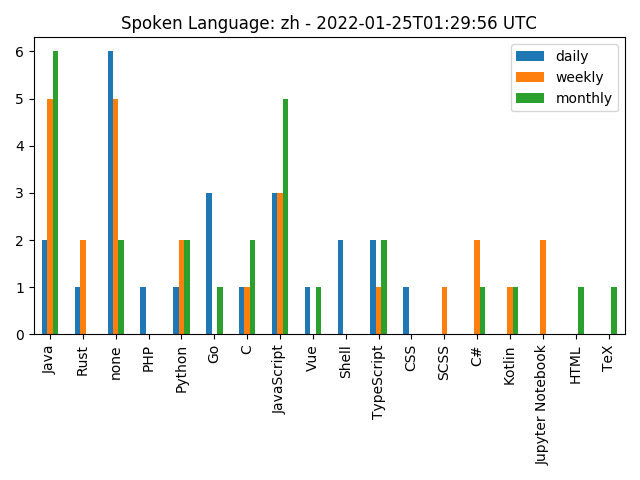 Spoken Language: zh - 2022-01-25T01:29:56 UTC
daily
weekly
monthly
6
5
4
3
2
1
0
Java
Rust
none
PHP
Python
Go
C
JavaScript
Vue
Shell
TypeScript
CSS
SCSS
C#
Kotlin
Jupyter Notebook
HTML
TeX